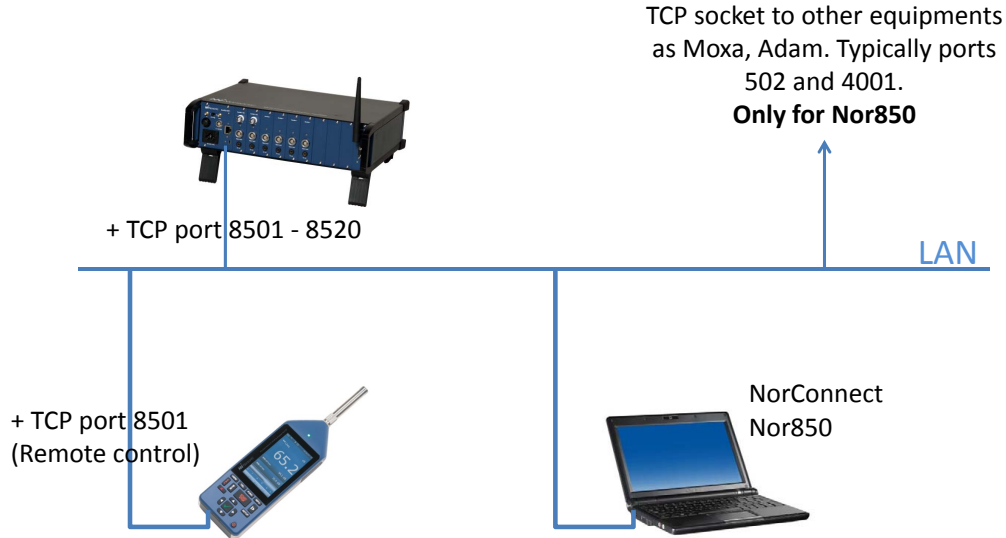 TCP socket to other equipments
as Moxa, Adam. Typically ports
502 and 4001.
Only for Nor850
+ TCP port 8501 - 8520
LAN
+ TCP port 8501
(Remote control)
65.2
NorConnect
Nor850